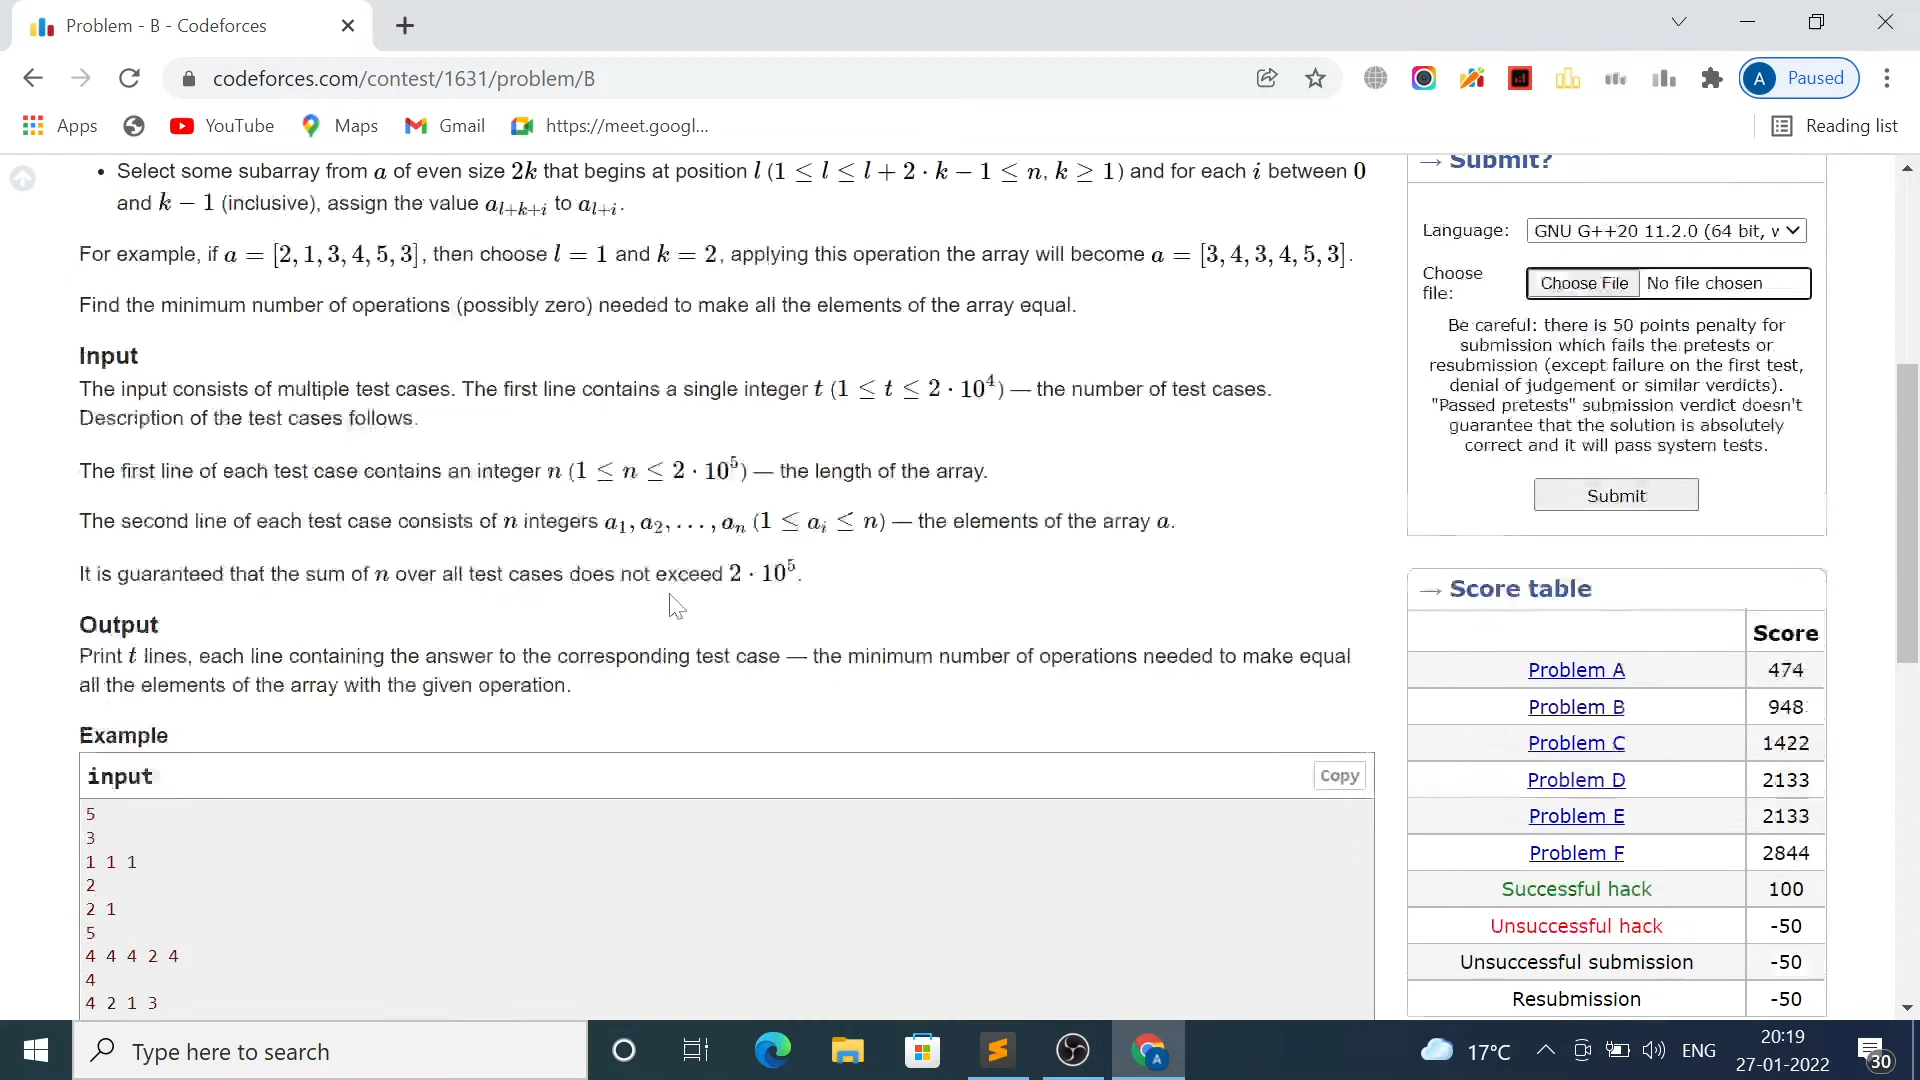 Problem - B - Codeforces
codeforces.com/contest/1631/problem/B
A Paused
Apps
YouTube
Maps
Gmail
https://meet.googl...
Reading list
• Select some subarray from a of even size 2k that begins at position l (1 ≤ l ≤ l + 2 · k − 1 ≤ n, k ≥ 1) and for each i between 0
and k − 1 (inclusive), assign the value a_{l+k+i} to a_{l+i}.
For example, if a = [2, 1, 3, 4, 5, 3], then choose l = 1 and k = 2, applying this operation the array will become a = [3, 4, 3, 4, 5, 3].
Find the minimum number of operations (possibly zero) needed to make all the elements of the array equal.
Input
The input consists of multiple test cases. The first line contains a single integer t (1 ≤ t ≤ 2 · 10^4) — the number of test cases.
Description of the test cases follows.
The first line of each test case contains an integer n (1 ≤ n ≤ 2 · 10^5) — the length of the array.
The second line of each test case consists of n integers a_1, a_2, . . . , a_n (1 ≤ a_i ≤ n) — the elements of the array a.
It is guaranteed that the sum of n over all test cases does not exceed 2 · 10^5.
Output
Print t lines, each line containing the answer to the corresponding test case — the minimum number of operations needed to make equal
all the elements of the array with the given operation.
Example
input
Copy
5
3
1 1 1
2
2 1
5
4 4 4 2 4
4
4 2 1 3
→ Submit?
Language: GNU G++20 11.2.0 (64 bit, v
Choose
file:
Choose File No file chosen
Be careful: there is 50 points penalty for
submission which fails the pretests or
resubmission (except failure on the first test,
denial of judgement or similar verdicts).
"Passed pretests" submission verdict doesn't
guarantee that the solution is absolutely
correct and it will pass system tests.
Submit
→ Score table
Score
Problem A 474
Problem B 948
Problem C 1422
Problem D 2133
Problem E 2133
Problem F 2844
Successful hack 100
Unsuccessful hack -50
Unsuccessful submission -50
Resubmission -50
Type here to search
A
17°C
ENG
20:19
27-01-2022
30